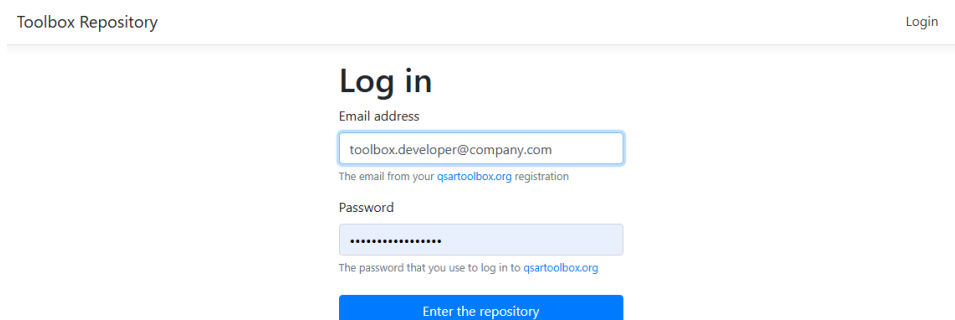 Toolbox Repository
Login
Log in
Email address
toolbox.developer@company.com
The email from your qsartoolbox.org registration
Password
•••••••••••••••••
The password that you use to log in to qsartoolbox.org
Enter the repository